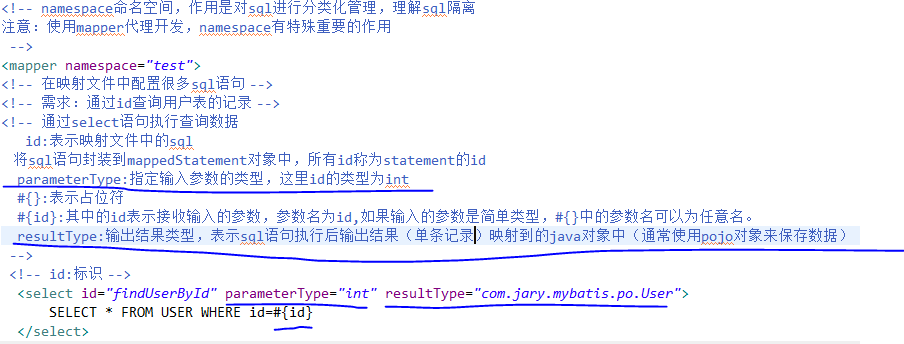 <!-- namespace命名空间，作用是对sql进行分类化管理，理解sql隔离
注意：使用mapper代理开发，namespace有特殊重要的作用
-->
<mapper namespace="test">
<!-- 在映射文件中配置很多sql语句 -->
<!-- 需求：通过id查询用户表的记录 -->
<!-- 通过select语句执行查询数据
id:表示映射文件中的sql
将sql语句封装到mappedStatement对象中，所有id称为statement的id
parameterType:指定输入参数的类型，这里id的类型为int
#{}:表示占位符
#{id}:其中的id表示接收输入的参数，参数名为id,如果输入的参数是简单类型，#{}中的参数名可以为任意名。
resultType:输出结果类型，表示sql语句执行后输出结果（单条记录）映射到的java对象中（通常使用pojo对象来保存数据）
-->
<!-- id:标识 -->
<select id="findUserById" parameterType="int" resultType="com.jary.mybatis.po.User">
SELECT * FROM USER WHERE id=#{id}
</select>